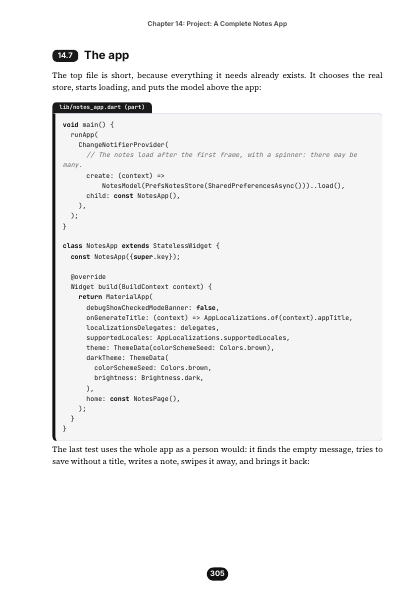 Chapter 14: Project: A Complete Notes App
14.7 The app
The top file is short, because everything it needs already exists. It chooses the real
store, starts loading, and puts the model above the app:
lib/notes_app.dart (part)
void main() {
  runApp(
    ChangeNotifierProvider(
      // The notes load after the first frame, with a spinner: there may be
many.
      create: (context) =>
          NotesModel(PrefsNotesStore(SharedPreferencesAsync()))..load(),
      child: const NotesApp(),
    ),
  );
}
class NotesApp extends StatelessWidget {
  const NotesApp({super.key});
  @override
  Widget build(BuildContext context) {
    return MaterialApp(
      debugShowCheckedModeBanner: false,
      onGenerateTitle: (context) => AppLocalizations.of(context).appTitle,
      localizationsDelegates: delegates,
      supportedLocales: AppLocalizations.supportedLocales,
      theme: ThemeData(colorSchemeSeed: Colors.brown),
      darkTheme: ThemeData(
        colorSchemeSeed: Colors.brown,
        brightness: Brightness.dark,
      ),
      home: const NotesPage(),
    );
  }
}
The last test uses the whole app as a person would: it finds the empty message, tries to
save without a title, writes a note, swipes it away, and brings it back:
305